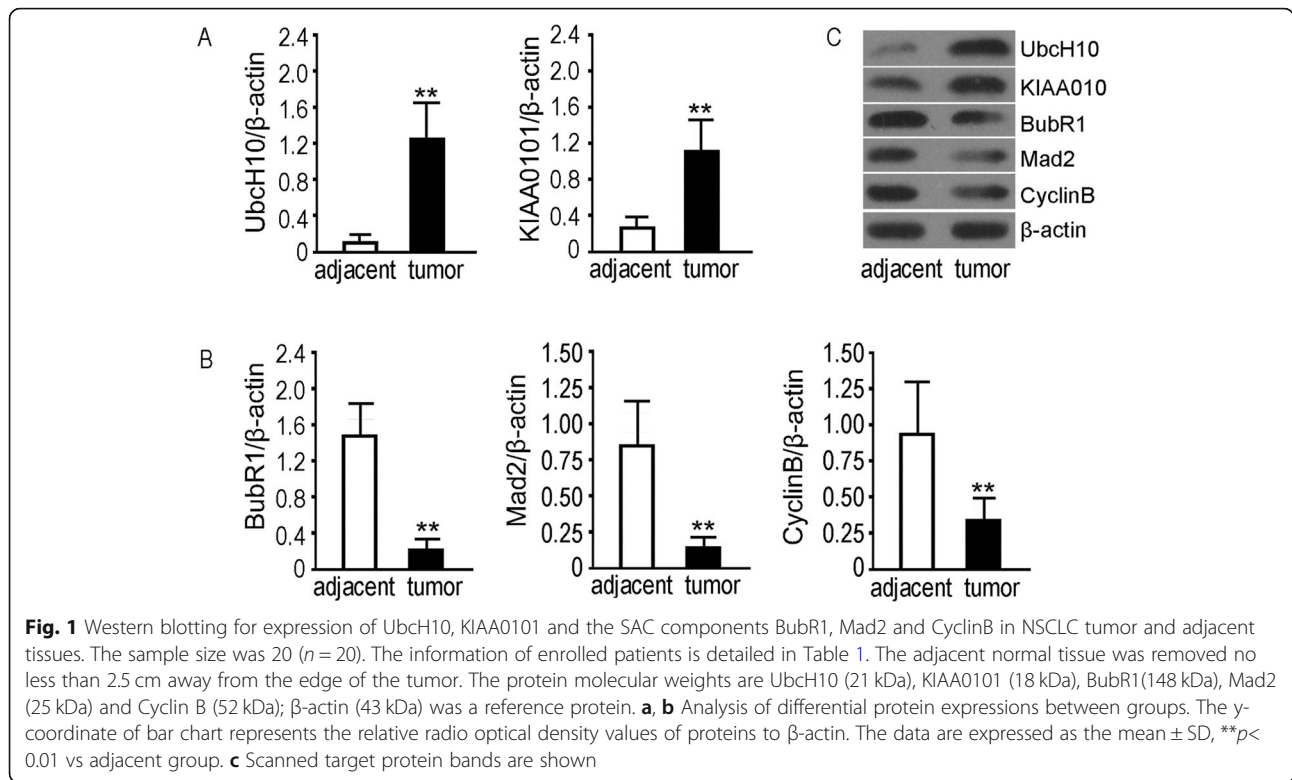 A
UbcH10/β-actin
2.4
2.0
1.6
1.2
0.8
0.4
0
**
adjacent tumor
KIAA0101/β-actin
2.4
2.0
1.6
1.2
0.8
0.4
0
**
adjacent tumor
C
UbcH10
KIAA010
BubR1
Mad2
CyclinB
β-actin
adjacent tumor
B
BubR1/β-actin
2.4
2.0
1.6
1.2
0.8
0.4
0
**
adjacent tumor
Mad2/β-actin
1.50
1.25
1.00
0.75
0.50
0.25
0
**
adjacent tumor
CyclinB/β-actin
1.50
1.25
1.00
0.75
0.50
0.25
0
**
adjacent tumor
Fig. 1 Western blotting for expression of UbcH10, KIAA0101 and the SAC components BubR1, Mad2 and CyclinB in NSCLC tumor and adjacent
tissues. The sample size was 20 (n = 20). The information of enrolled patients is detailed in Table 1. The adjacent normal tissue was removed no
less than 2.5 cm away from the edge of the tumor. The protein molecular weights are UbcH10 (21 kDa), KIAA0101 (18 kDa), BubR1(148 kDa), Mad2
(25 kDa) and Cyclin B (52 kDa); β-actin (43 kDa) was a reference protein. a, b Analysis of differential protein expressions between groups. The y-
coordinate of bar chart represents the relative radio optical density values of proteins to β-actin. The data are expressed as the mean ± SD, **p<
0.01 vs adjacent group. c Scanned target protein bands are shown